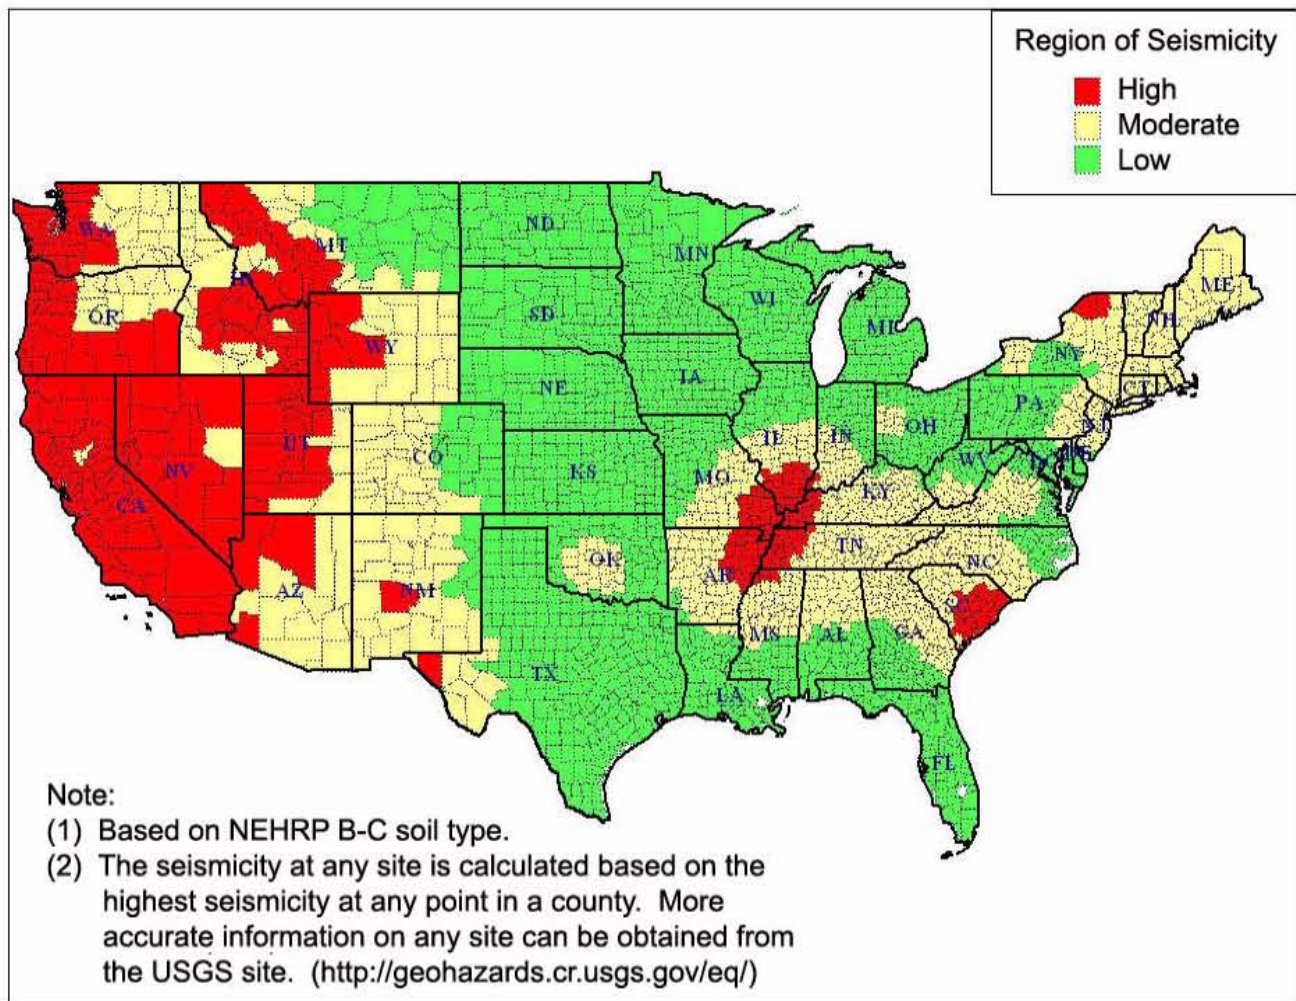 Region of Seismicity
High
Moderate
Low
WA
MT
ND
MN
ME
OR
ID
WY
SD
WI
MI
NH
NY
NE
IA
CT
NV
UT
CO
KS
MO
IL
IN
OH
PA
NJ
WV
KY
CA
AZ
NM
OK
AR
TN
NC
SC
MS
AL
GA
TX
LA
FL
Note:
(1) Based on NEHRP B-C soil type.
(2) The seismicity at any site is calculated based on the
highest seismicity at any point in a county. More
accurate information on any site can be obtained from
the USGS site. (http://geohazards.cr.usgs.gov/eq/)